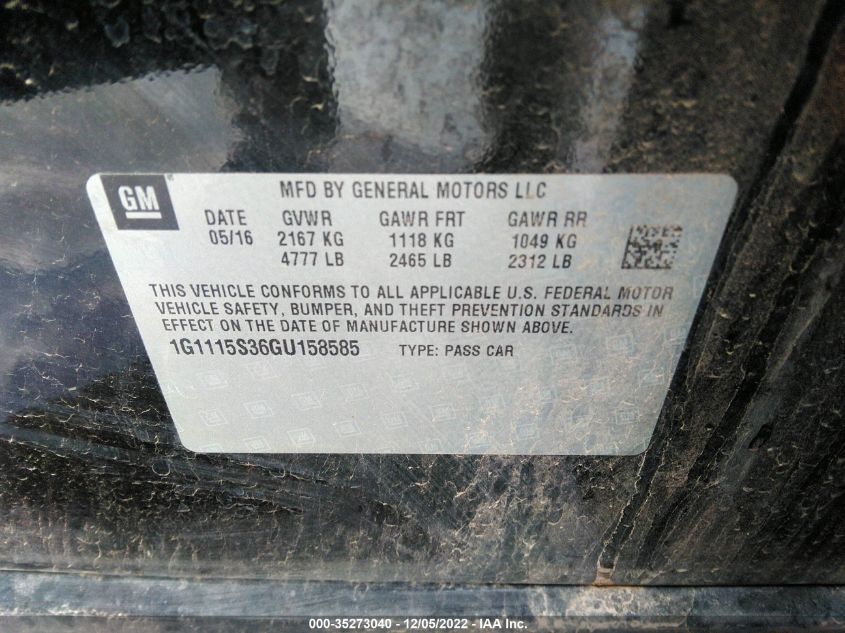 GM
MFD BY GENERAL MOTORS LLC
DATE GVWR GAWR FRT GAWR RR
05/16 2167 KG 1118 KG 1049 KG
4777 LB 2465 LB 2312 LB
THIS VEHICLE CONFORMS TO ALL APPLICABLE U.S. FEDERAL MOTOR
VEHICLE SAFETY, BUMPER, AND THEFT PREVENTION STANDARDS IN
EFFECT ON THE DATE OF MANUFACTURE SHOWN ABOVE.
1G1115S36GU158585 TYPE: PASS CAR
000-35273040 - 12/05/2022 - IAA Inc.